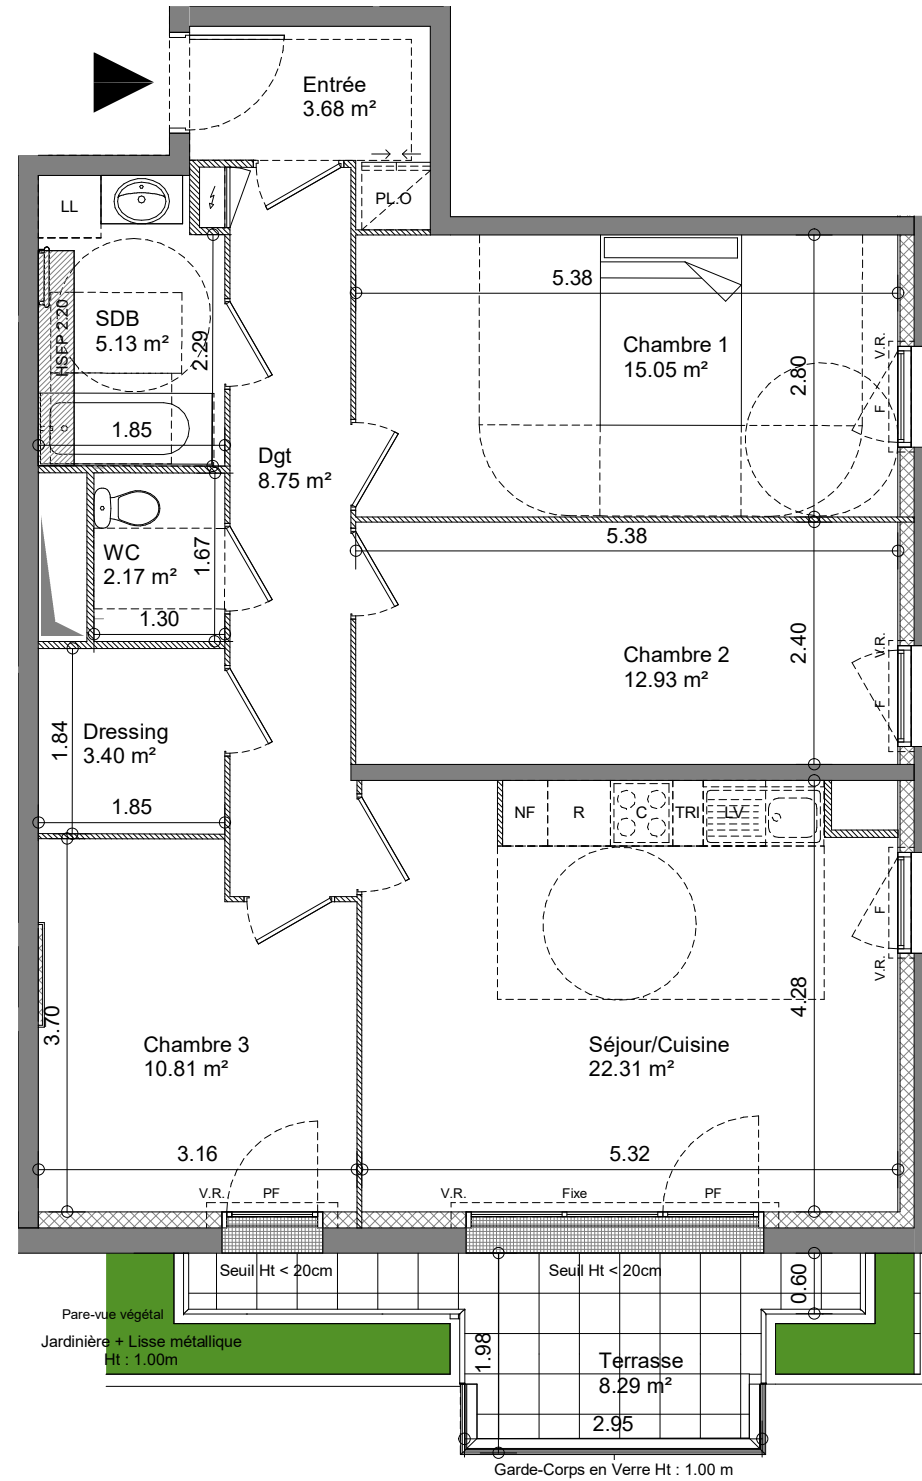 Entrée
3.68 m²
LL
PL.O
SDB
5.13 m²
HSFP 2.20
2.29
1.85
5.38
Chambre 1
15.05 m²
2.80
V.R.
F
Dgt
8.75 m²
WC
2.17 m²
1.67
1.30
5.38
Chambre 2
12.93 m²
2.40
V.R.
F
Dressing
3.40 m²
1.84
1.85
NF
R
C
TRI
LV
F
V.R.
4.28
3.70
Chambre 3
10.81 m²
Séjour/Cuisine
22.31 m²
3.16
5.32
V.R.
PF
V.R.
Fixe
PF
Seuil Ht < 20cm
Seuil Ht < 20cm
0.60
Pare-vue végétal
Jardinière + Lisse métallique
Ht : 1.00m
1.98
Terrasse
8.29 m²
2.95
Garde-Corps en Verre Ht : 1.00 m